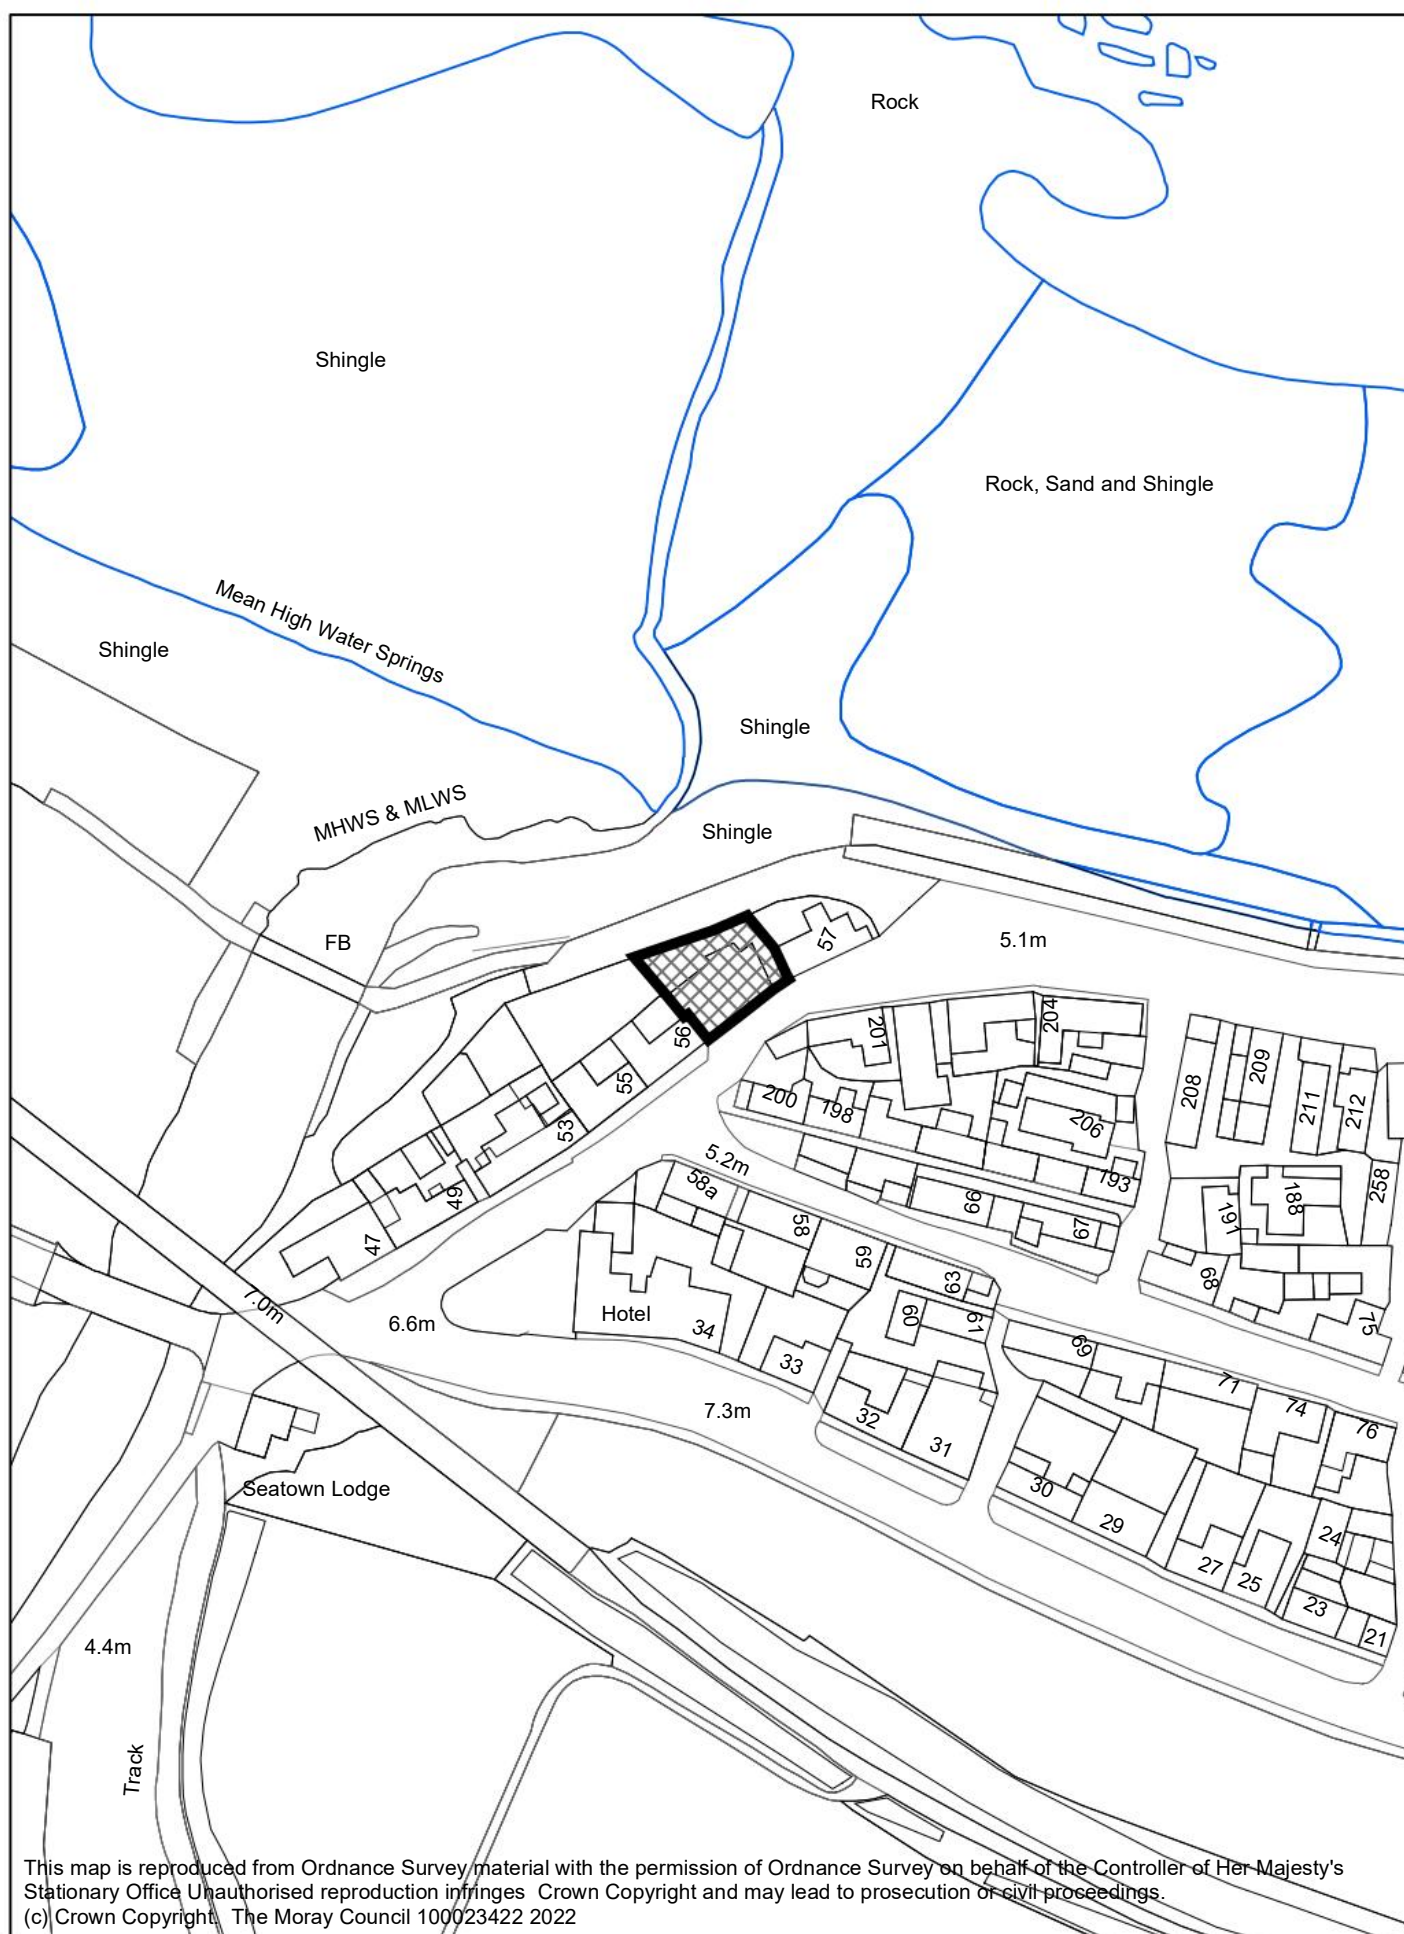 Rock
Shingle
Rock, Sand and Shingle
Mean High Water Springs
Shingle
Shingle
MHWS & MLWS
Shingle
FB
57
5.1m
56
201
204
55
209
208
211
212
200
198
206
53
5.2m
193
58a
49
66
191
188
258
58
67
47
59
68
7.0m
63
Hotel
60
61
6.6m
34
75
33
69
71
7.3m
32
74
76
31
Seatown Lodge
30
29
24
27
25
23
21
4.4m
Track
This map is reproduced from Ordnance Survey material with the permission of Ordnance Survey on behalf of the Controller of Her Majesty's
Stationary Office Unauthorised reproduction infringes Crown Copyright and may lead to prosecution or civil proceedings.
(c) Crown Copyright. The Moray Council 100023422 2022